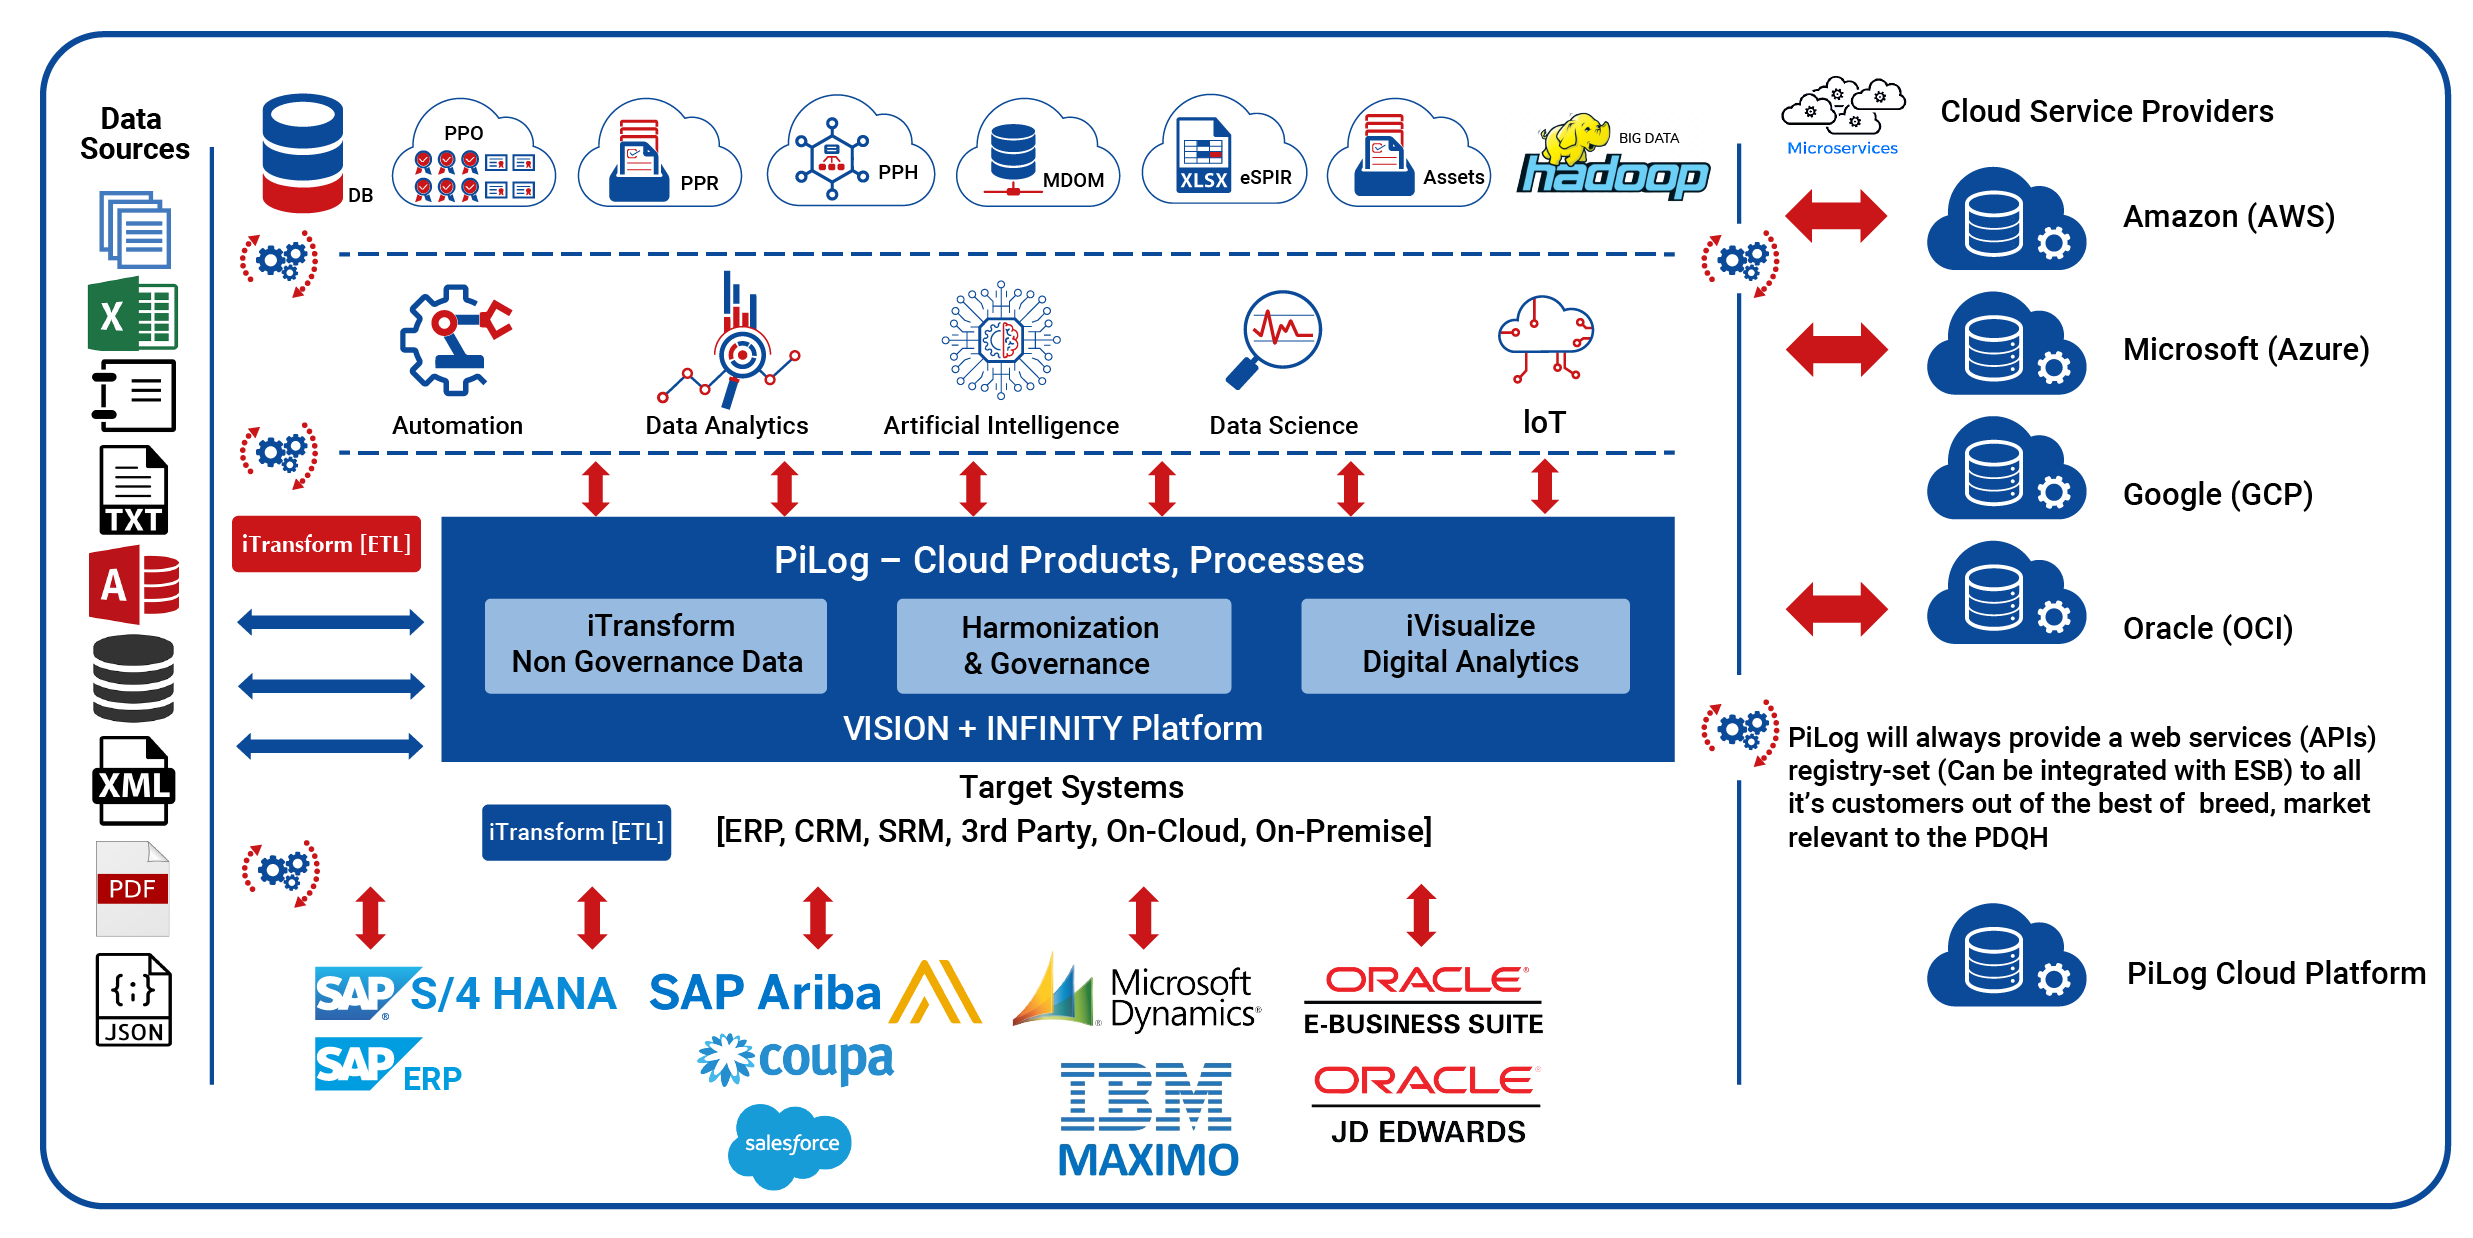 Data
Sources
X
TXT
A
XML
PDF
{;}
JSON
DB
PPO
PPR
PPH
MDOM
XLSX
eSPIR
Assets
BIG DATA
hadoop
Automation
Data Analytics
Artificial Intelligence
Data Science
IoT
iTransform [ETL]
PiLog – Cloud Products, Processes
iTransform
Non Governance Data
Harmonization
& Governance
iVisualize
Digital Analytics
VISION + INFINITY Platform
Target Systems
iTransform [ETL]
[ERP, CRM, SRM, 3rd Party, On-Cloud, On-Premise]
SAP® S/4 HANA
SAP ERP
SAP Ariba
coupa
salesforce
® Microsoft
Dynamics®
IBM
MAXIMO
ORACLE®
E-BUSINESS SUITE
ORACLE®
JD EDWARDS
Microservices
Cloud Service Providers
Amazon (AWS)
Microsoft (Azure)
Google (GCP)
Oracle (OCI)
PiLog will always provide a web services (APIs)
registry-set (Can be integrated with ESB) to all
it’s customers out of the best of  breed, market
relevant to the PDQH
PiLog Cloud Platform